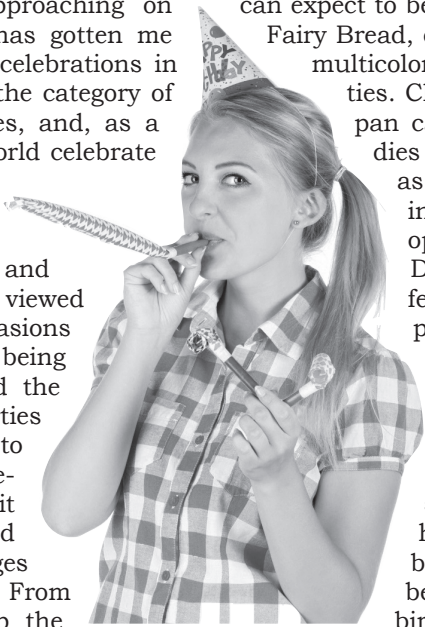 pproaching on
has gotten me
celebrations in
the category of
es, and, as a
orld celebrate
and
viewed
asions
being
d the
ties
to
e-
it
d
ges
From
p the
PPY
can expect to be
Fairy Bread,
multicolor
ties. C
pan c
dies
as
in
op
D
fe
p
h
b
be
bir